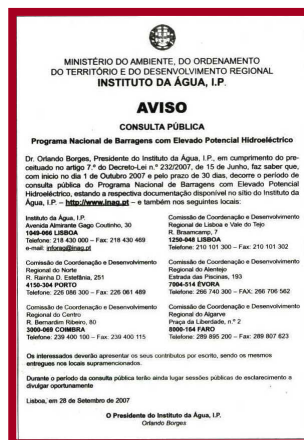 MINISTÉRIO DO AMBIENTE, DO ORDENAMENTO
DO TERRITÓRIO E DO DESENVOLVIMENTO REGIONAL
INSTITUTO DA ÁGUA, I.P.
AVISO
CONSULTA PÚBLICA
Programa Nacional de Barragens com Elevado Potencial Hidroeléctrico
Dr. Orlando Borges, Presidente do Instituto da Água, I.P., em cumprimento do pre-
ceituado no artigo 7.º do Decreto-Lei n.º 232/2007, de 15 de Junho, faz saber que,
com início no dia 1 de Outubro 2007 e pelo prazo de 30 dias, decorre o período de
consulta pública do Programa Nacional de Barragens com Elevado Potencial
Hidroeléctrico, estando a respectiva documentação disponível no sítio do Instituto da
Água, I.P. – http://www.inag.pt – e também nos seguintes locais:
Instituto da Água, I.P.
Avenida Almirante Gago Coutinho, 30
1049-066 LISBOA
Telefone: 218 430 000 – Fax: 218 430 469
e-mail: inforag@inag.pt
Comissão de Coordenação e Desenvolvimento
Regional do Norte
R. Rainha D. Estefânia, 251
4150-304 PORTO
Telefone: 226 086 300 – Fax: 226 061 489
Comissão de Coordenação e Desenvolvimento
Regional do Centro
R. Bernardim Ribeiro, 80
3000-069 COIMBRA
Telefone: 239 400 100 – Fax: 239 400 115
Comissão de Coordenação e Desenvolvimento
Regional de Lisboa e Vale do Tejo
R. Braamcamp, 7
1250-048 LISBOA
Telefone: 210 101 300 – Fax: 210 101 302
Comissão de Coordenação e Desenvolvimento
Regional do Alentejo
Estrada das Piscinas, 193
7004-514 ÉVORA
Telefone: 266 740 300 – FAX: 266 706 562
Comissão de Coordenação e Desenvolvimento
Regional do Algarve
Praça da Liberdade, n.º 2
8000-164 FARO
Telefone: 289 895 200 – Fax: 289 807 623
Os interessados deverão apresentar os seus contributos por escrito, sendo os mesmos
entregues nos locais supramencionados.
Durante o período da consulta pública terão ainda lugar sessões públicas de esclarecimento a
divulgar oportunamente
Lisboa, em 28 de Setembro de 2007
O Presidente do Instituto da Água, I.P.
Orlando Borges